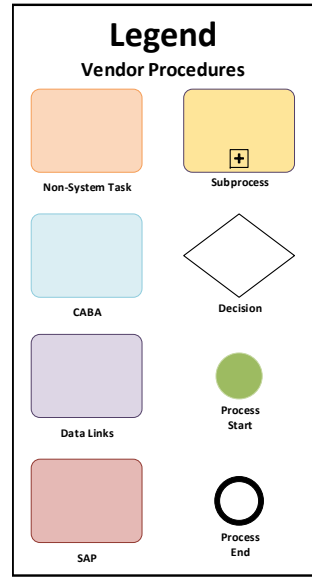 Legend
Vendor Procedures
Non-System Task
Subprocess
CABA
Decision
Data Links
Process
Start
SAP
Process
End